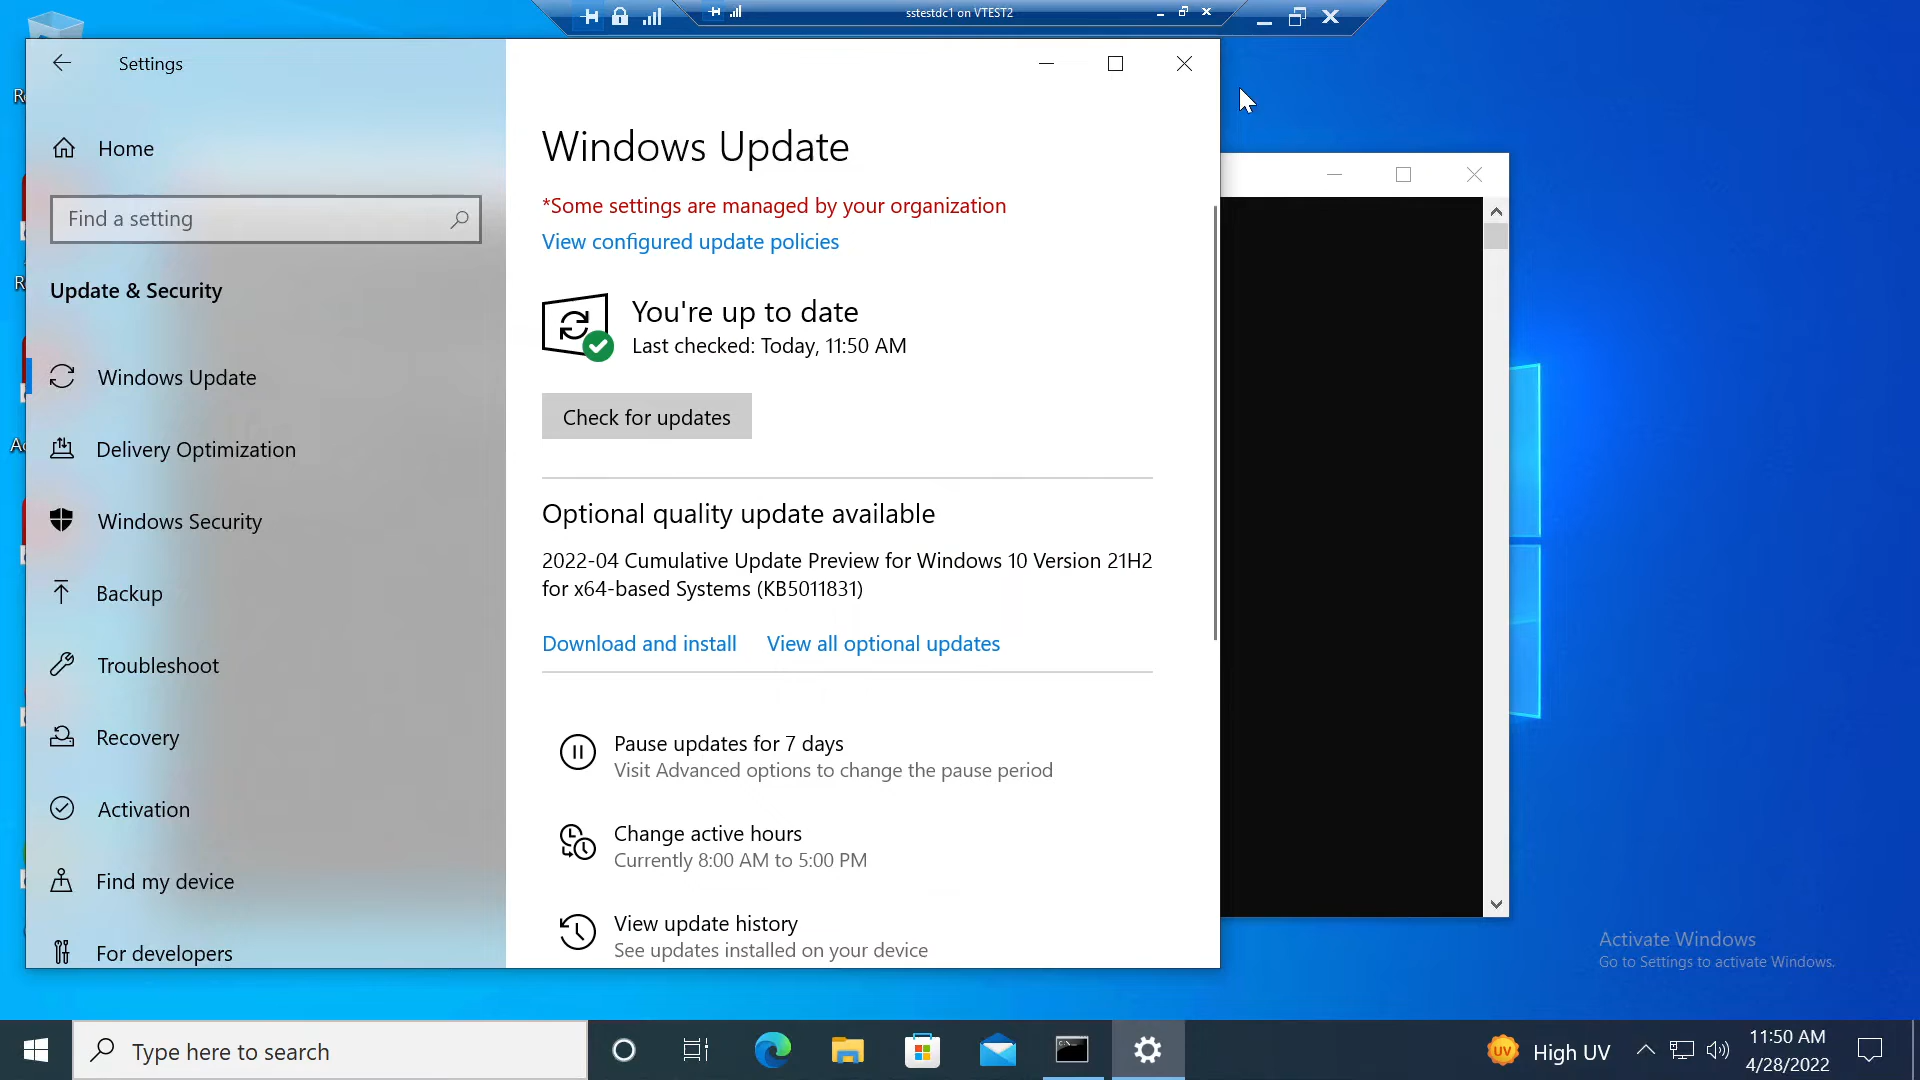 sstestdc1 on VTEST2
Settings
Home
Find a setting
Update & Security
Windows Update
Delivery Optimization
Windows Security
Backup
Troubleshoot
Recovery
Activation
Find my device
For developers
Windows Update
*Some settings are managed by your organization
View configured update policies
You're up to date
Last checked: Today, 11:50 AM
Check for updates
Optional quality update available
2022-04 Cumulative Update Preview for Windows 10 Version 21H2
for x64-based Systems (KB5011831)
Download and install View all optional updates
Pause updates for 7 days
Visit Advanced options to change the pause period
Change active hours
Currently 8:00 AM to 5:00 PM
View update history
See updates installed on your device
Activate Windows
Go to Settings to activate Windows.
Type here to search
UV
High UV
11:50 AM
4/28/2022